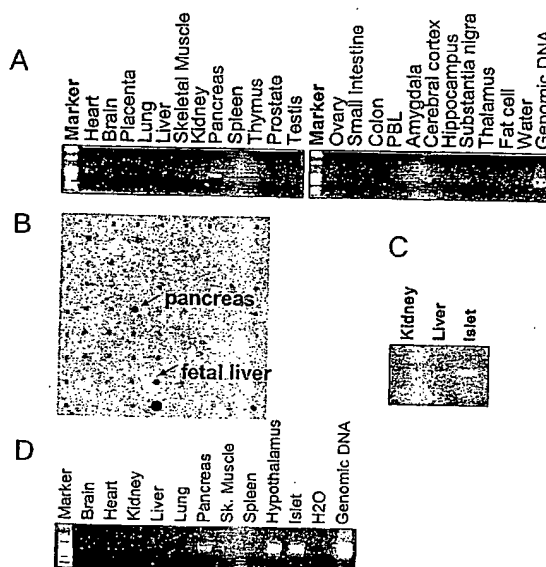 A
Marker
Heart
Brain
Placenta
Lung
Liver
Skeletal Muscle
Kidney
Pancreas
Spleen
Thymus
Prostate
Testis
Marker
Ovary
Small Intestine
Colon
PBL
Amygdala
Cerebral cortex
Hippocampus
Substantia nigra
Thalamus
Fat cell
Water
Genomic DNA
B
pancreas
fetal liver
C
Kidney
Liver
Islet
D
Marker
Brain
Heart
Kidney
Liver
Lung
Pancreas
Sk. Muscle
Spleen
Hypothalamus
Islet
H2O
Genomic DNA